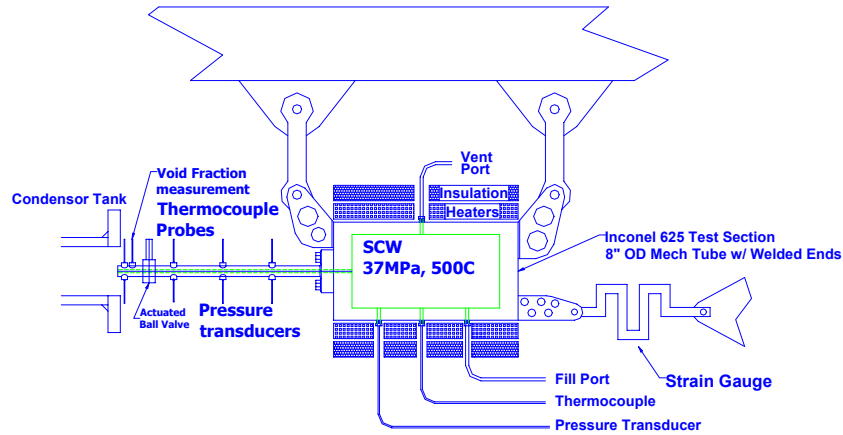 Vent
Port
Void Fraction
measurement
Condensor Tank
Thermocouple
Probes
Insulation
Heaters
SCW
37MPa, 500C
Inconel 625 Test Section
8" OD Mech Tube w/ Welded Ends
Actuated
Ball Valve
Pressure
transducers
Fill Port
Strain Gauge
Thermocouple
Pressure Transducer